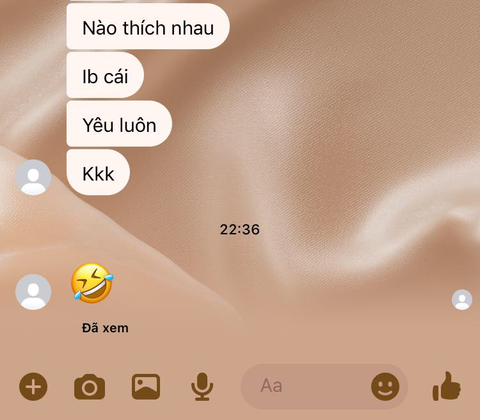 Nào thích nhau
Ib cái
Yêu luôn
Kkk
22:36
🤣
Đã xem
Aa